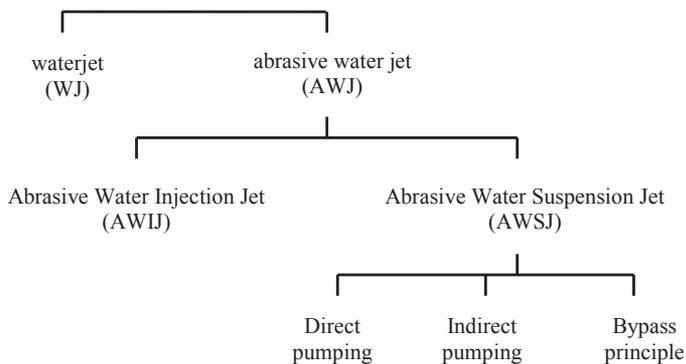 waterjet
(WJ)
abrasive water jet
(AWJ)
Abrasive Water Injection Jet
(AWIJ)
Abrasive Water Suspension Jet
(AWSJ)
Direct
pumping
Indirect
pumping
Bypass
principle